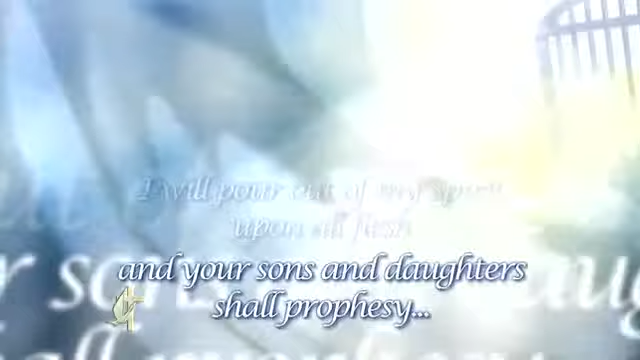 I will pour out of my spirit
upon all flesh
and your sons and daughters
shall prophesy...